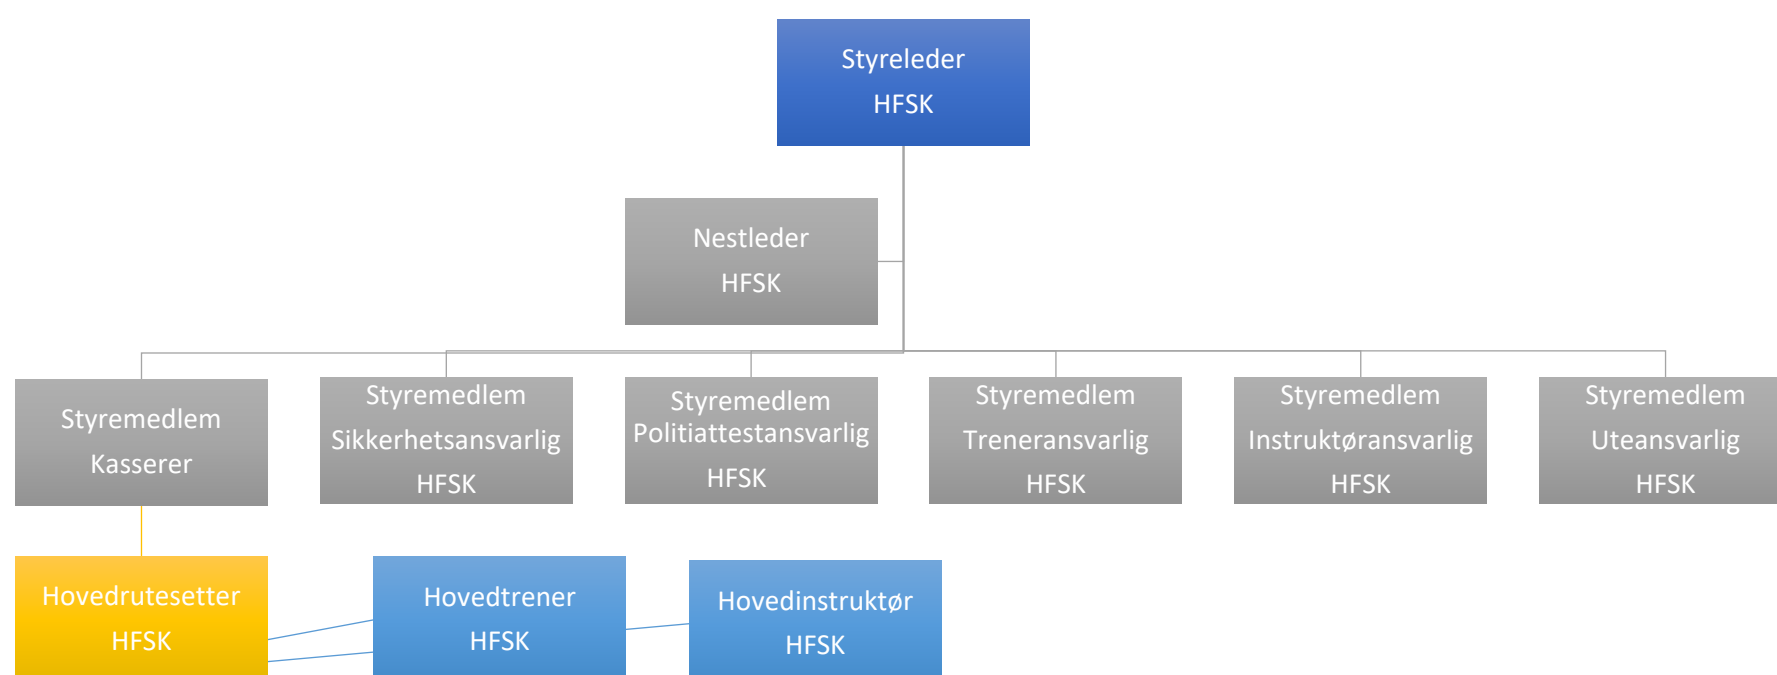 Styreleder
HFSK
Nestleder
HFSK
Styremedlem
Kasserer
Styremedlem
Sikkerhetsansvarlig
HFSK
Styremedlem
Politiattestansvarlig
HFSK
Styremedlem
Treneransvarlig
HFSK
Styremedlem
Instruktøransvarlig
HFSK
Styremedlem
Uteansvarlig
HFSK
Hovedrutesetter
HFSK
Hovedtrener
HFSK
Hovedinstruktør
HFSK